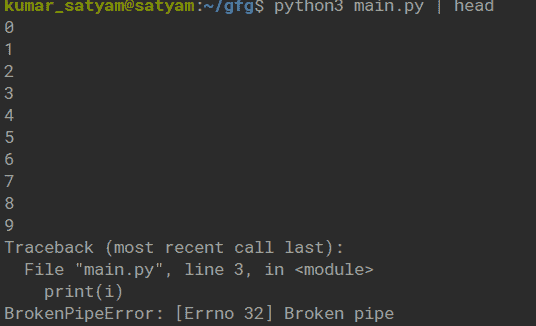 kumar_satyam@satyam:~/gfg$ python3 main.py | head
0
1
2
3
4
5
6
7
8
9
Traceback (most recent call last):
  File "main.py", line 3, in <module>
    print(i)
BrokenPipeError: [Errno 32] Broken pipe